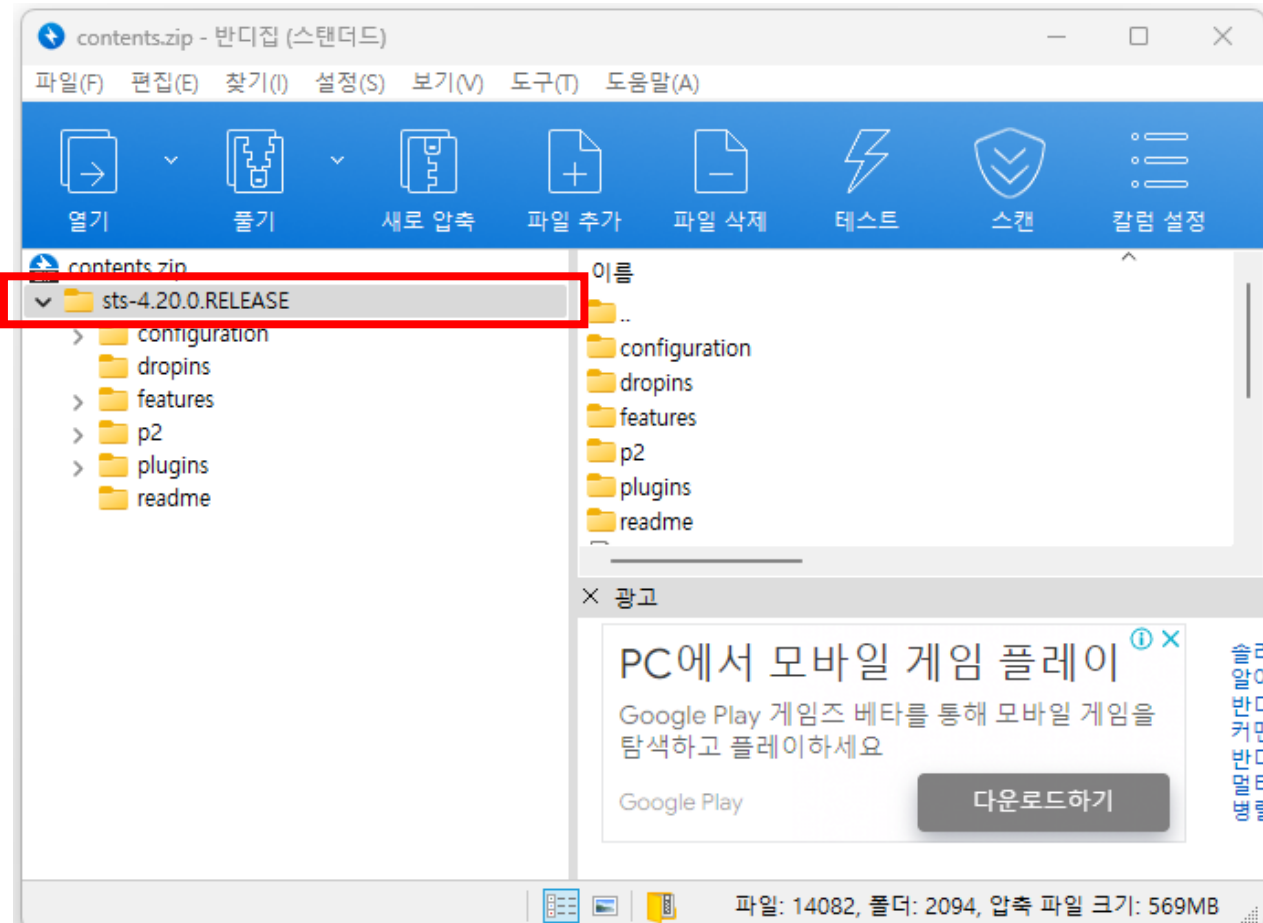 contents.zip - 반디집 (스탠더드)
파일(F) 편집(E) 찾기(I) 설정(S) 보기(V) 도구(T) 도움말(A)
열기 풀기 새로 압축 파일 추가 파일 삭제 테스트 스캔 칼럼 설정
contents.zip
sts-4.20.0.RELEASE
configuration
dropins
features
p2
plugins
readme
이름
..
configuration
dropins
features
p2
plugins
readme
광고
PC에서 모바일 게임 플레이
Google Play 게임즈 베타를 통해 모바일 게임을
탐색하고 플레이하세요
Google Play
다운로드하기
파일: 14082, 폴더: 2094, 압축 파일 크기: 569MB